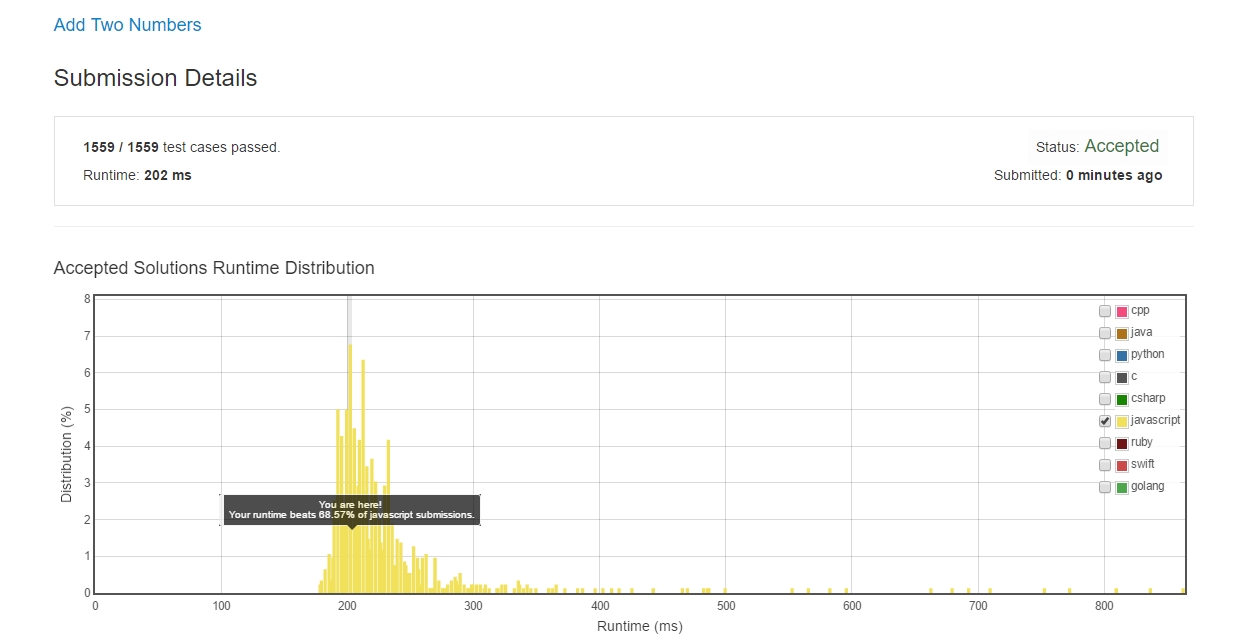 Add Two Numbers
Submission Details
1559 / 1559 test cases passed.
Status: Accepted
Runtime: 202 ms
Submitted: 0 minutes ago
Accepted Solutions Runtime Distribution
8
7
6
5
4
3
2
1
0
Distribution (%)
You are here!
Your runtime beats 68.57% of javascript submissions.
cpp
java
python
c
csharp
javascript
ruby
swift
golang
0 100 200 300 400 500 600 700 800
Runtime (ms)